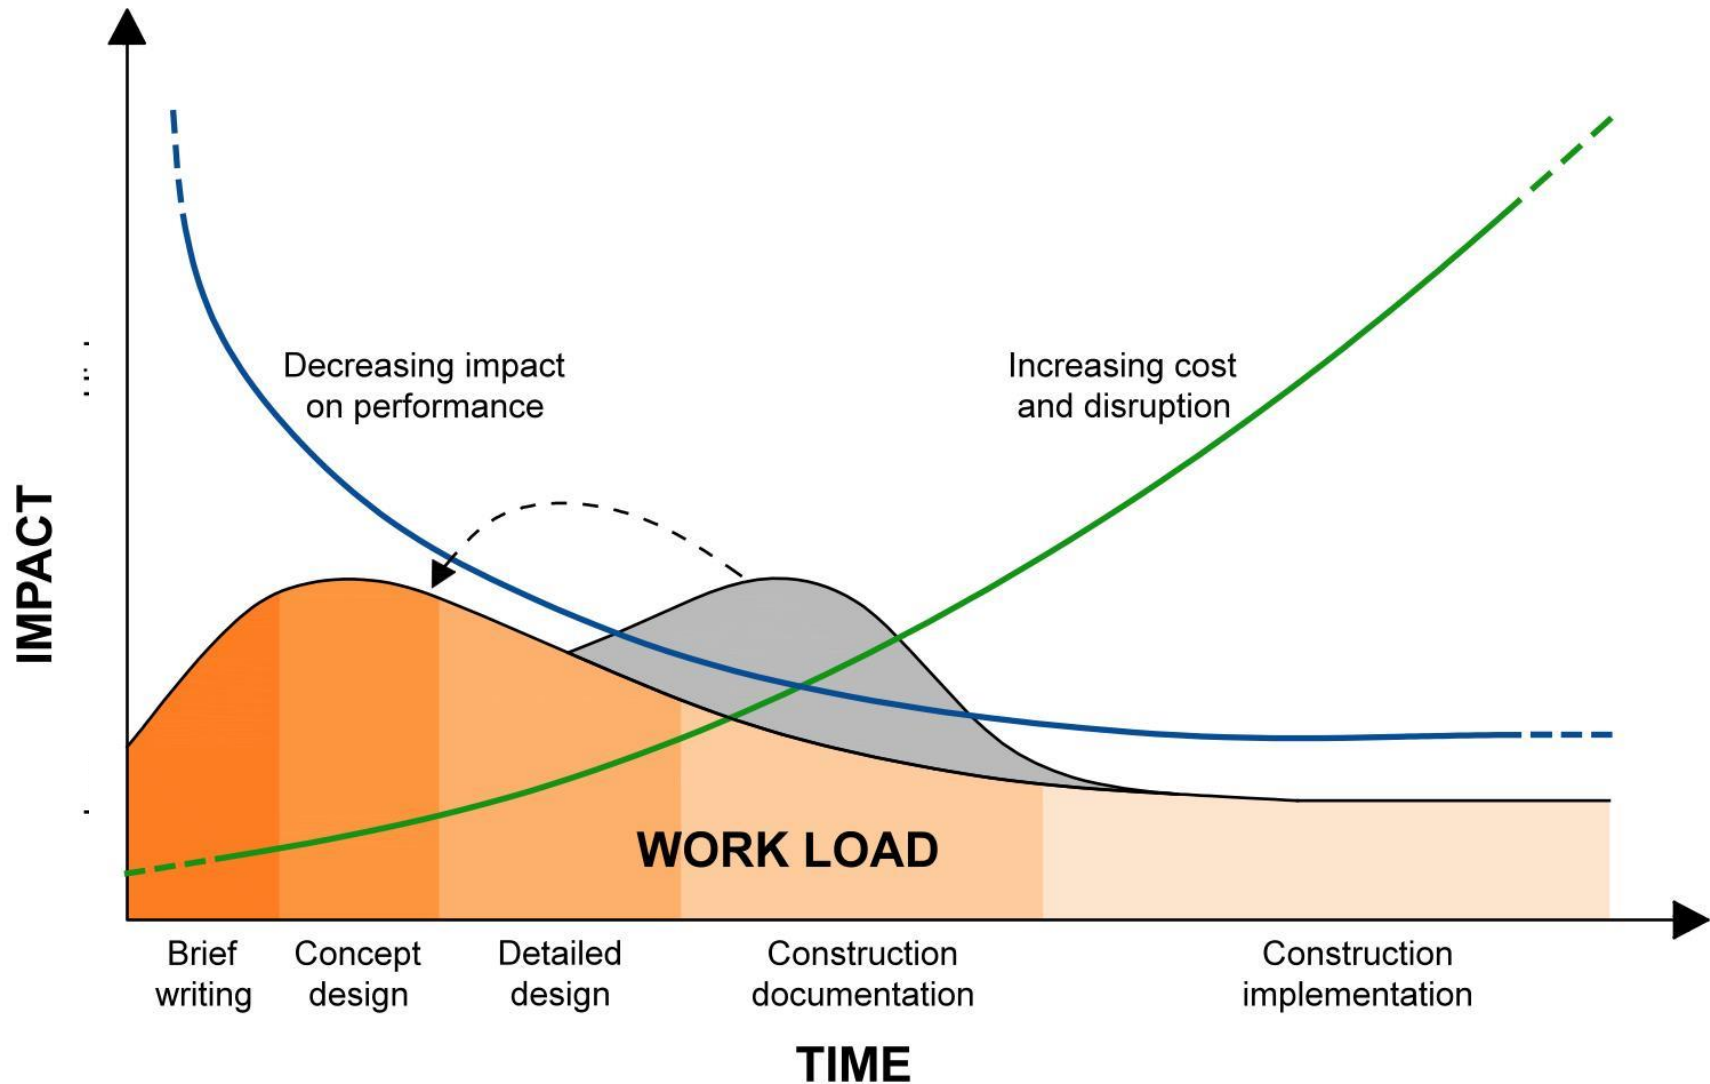 Decreasing impact
on performance
Increasing cost
and disruption
IMPACT
WORK LOAD
Brief
writing
Concept
design
Detailed
design
Construction
documentation
Construction
implementation
TIME